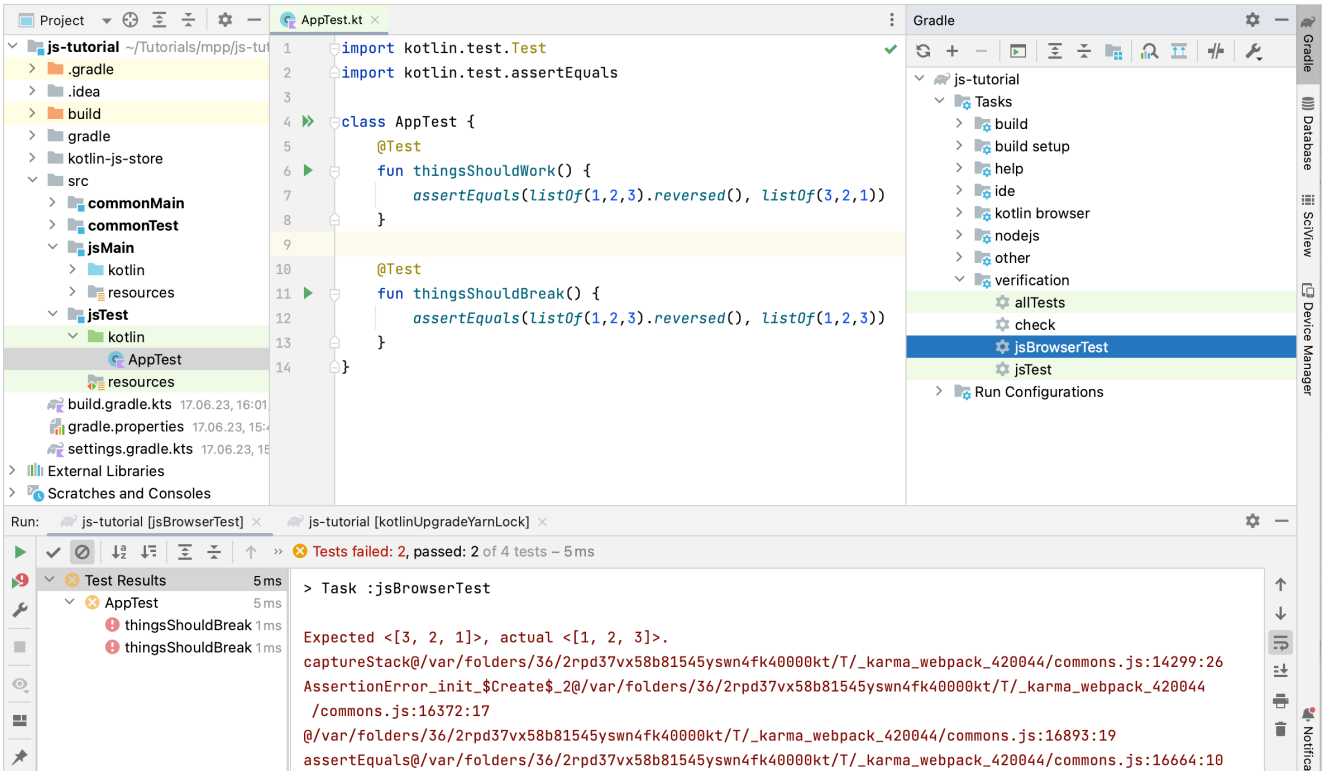 Project
js-tutorial ~/Tutorials/mpp/js-tut
.gradle
.idea
build
gradle
kotlin-js-store
src
commonMain
commonTest
jsMain
kotlin
resources
jsTest
kotlin
AppTest
resources
build.gradle.kts 17.06.23, 16:01,
gradle.properties 17.06.23, 15:4
settings.gradle.kts 17.06.23, 15
External Libraries
Scratches and Consoles
AppTest.kt
1 import kotlin.test.Test
2 import kotlin.test.assertEquals
3
4 class AppTest {
5 @Test
6 fun thingsShouldWork() {
7 assertEquals(listOf(1,2,3).reversed(), listOf(3,2,1))
8 }
9
10 @Test
11 fun thingsShouldBreak() {
12 assertEquals(listOf(1,2,3).reversed(), listOf(1,2,3))
13 }
14 }
Gradle
js-tutorial
Tasks
build
build setup
help
ide
kotlin browser
nodejs
other
verification
allTests
check
jsBrowserTest
jsTest
Run Configurations
Gradle
Database
SciView
Device Manager
Notifica
Run: js-tutorial [jsBrowserTest] js-tutorial [kotlinUpgradeYarnLock]
Tests failed: 2, passed: 2 of 4 tests – 5 ms
Test Results 5 ms
AppTest 5 ms
thingsShouldBreak 1 ms
thingsShouldBreak 1 ms
> Task :jsBrowserTest
Expected <[3, 2, 1]>, actual <[1, 2, 3]>.
captureStack@/var/folders/36/2rpd37vx58b81545yswn4fk40000kt/T/_karma_webpack_420044/commons.js:14299:26
AssertionError_init_$Create$_2@/var/folders/36/2rpd37vx58b81545yswn4fk40000kt/T/_karma_webpack_420044
/commons.js:16372:17
@/var/folders/36/2rpd37vx58b81545yswn4fk40000kt/T/_karma_webpack_420044/commons.js:16893:19
assertEquals@/var/folders/36/2rpd37vx58b81545yswn4fk40000kt/T/_karma_webpack_420044/commons.js:16664:10